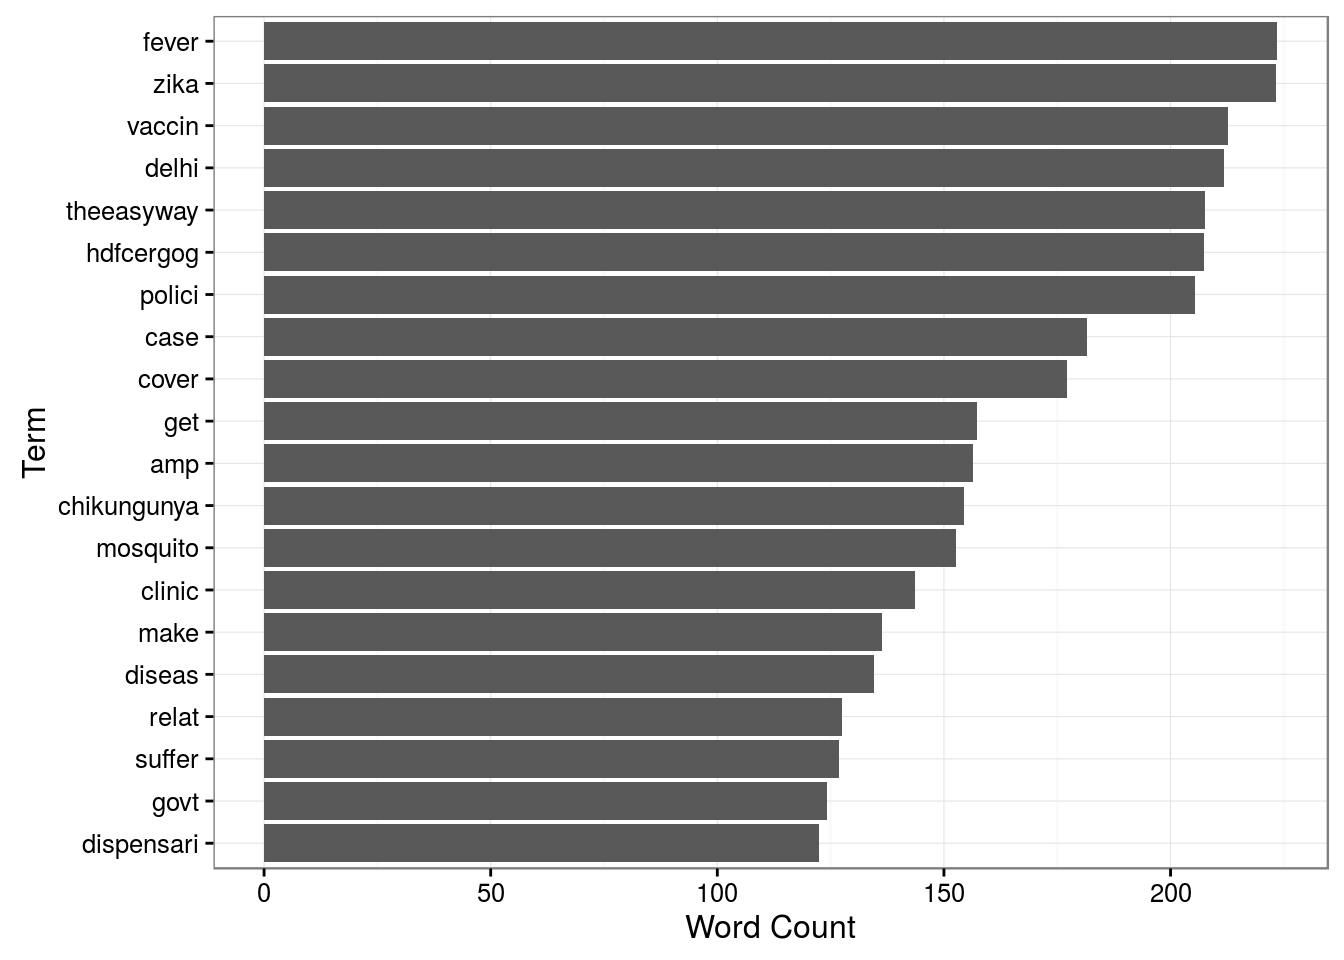 fever
zika
vaccin
delhi
theeasyway
hdfcergog
polici
case
cover
get
amp
chikungunya
mosquito
clinic
make
diseas
relat
suffer
govt
dispensari
Term
0 50 100 150 200
Word Count